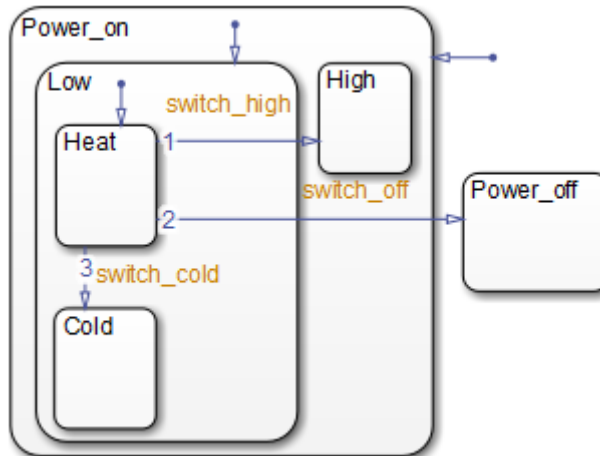 Power_on
Low
High
switch_high
Heat
1
switch_off
Power_off
2
3
switch_cold
Cold